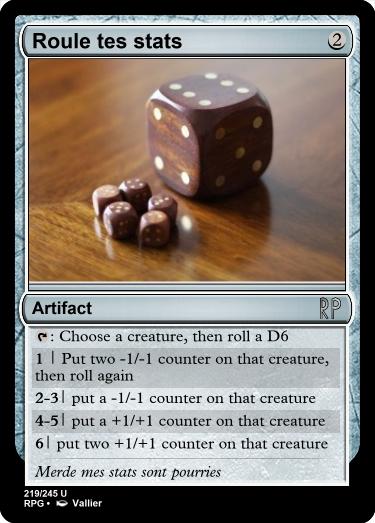 Roule tes stats 2
Artifact RP
: Choose a creature, then roll a D6
1 | Put two -1/-1 counter on that creature,
then roll again
2-3| put a -1/-1 counter on that creature
4-5| put a +1/+1 counter on that creature
6| put two +1/+1 counter on that creature
Merde mes stats sont pourries
219/245 U
RPG • Vallier